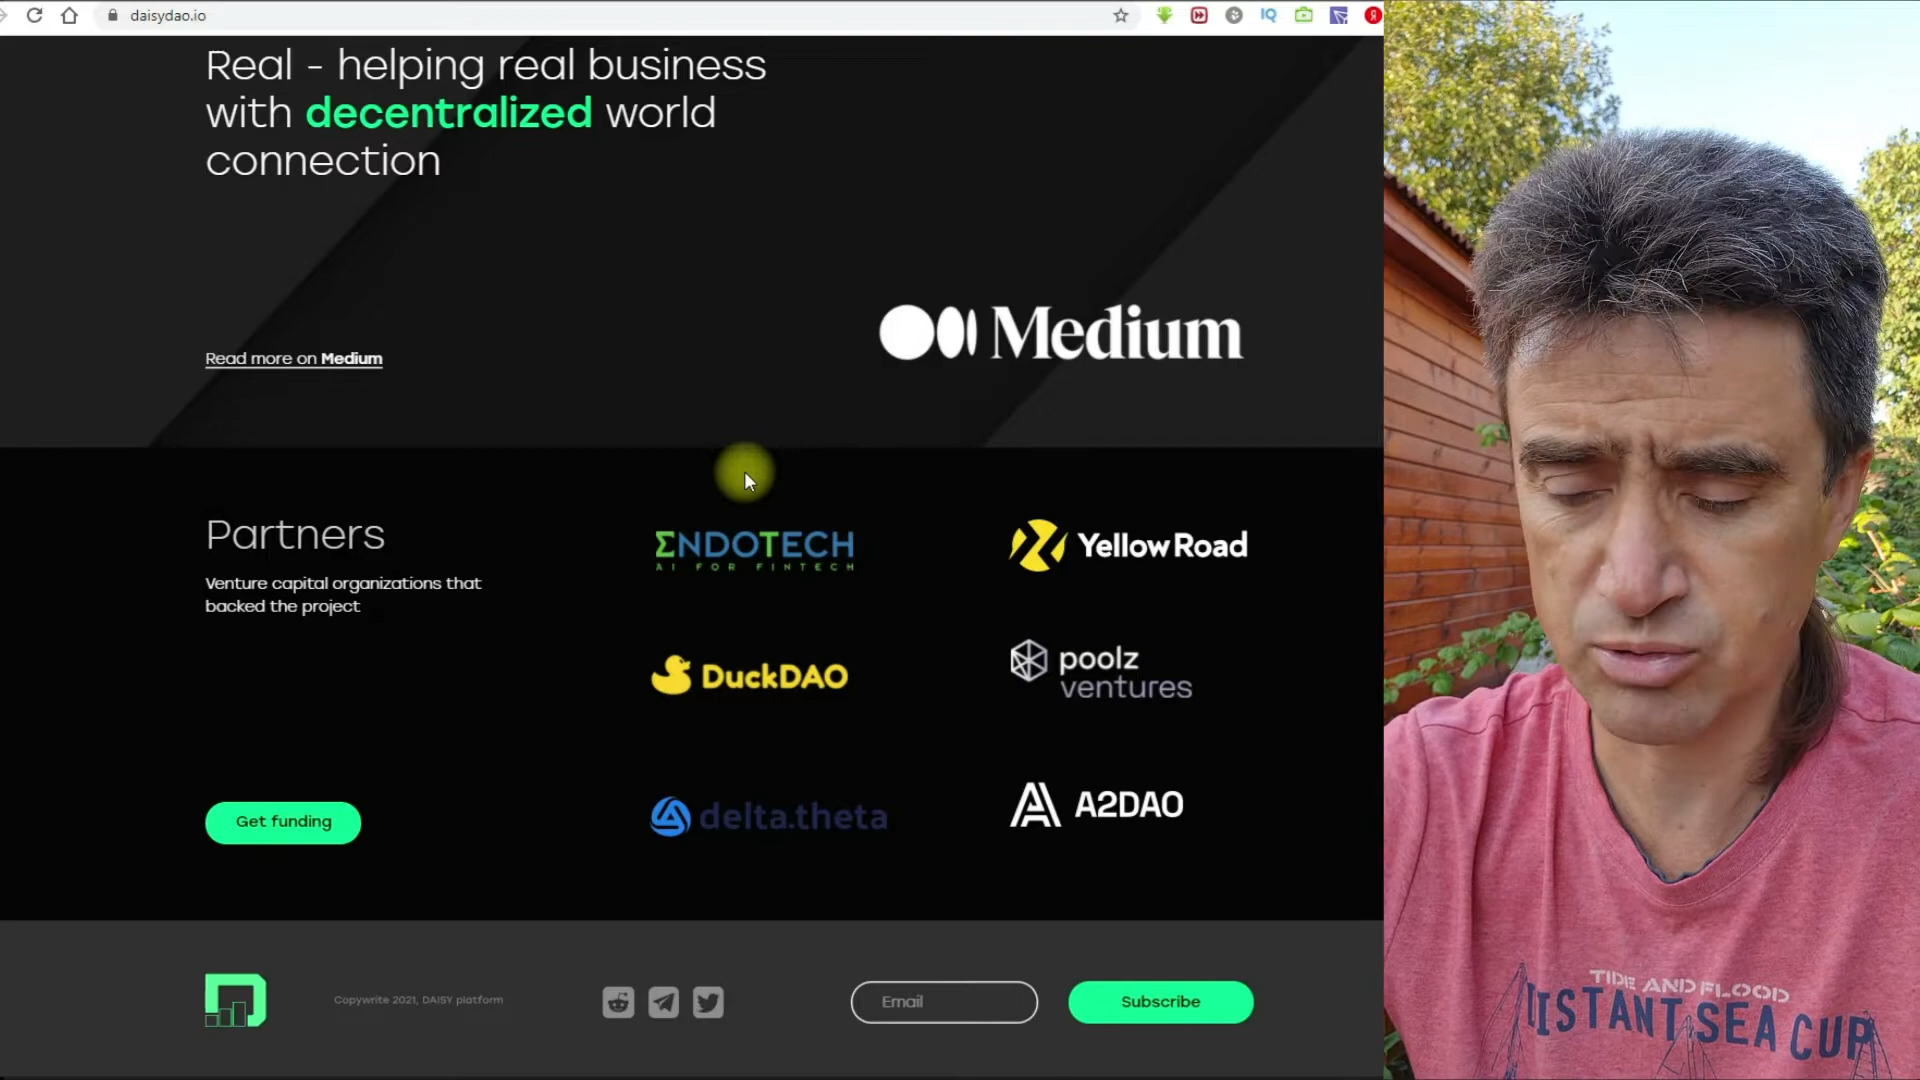 daisydao.io
IQ
Я
Real - helping real business
with decentralized world
connection
Read more on Medium
Medium
Partners
Venture capital organizations that
backed the project
ΣNDOTECH
AI FOR FINTECH
Yellow Road
DuckDAO
poolz
ventures
delta.theta
A2DAO
Get funding
Copywrite 2021, DAISY platform
Email
Subscribe
TIDE AND FLOOD
DISTANT SEA CUP